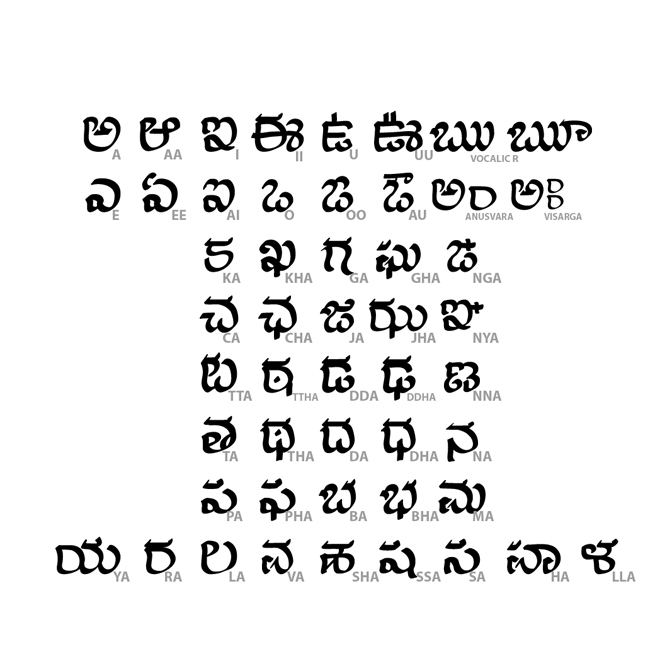 అ ఆ ఇ ఈ ఉ ఊ ఋ ౠ
A AA I II U UU VOCALIC R
ఎ ఏ ఐ ఒ ఓ ఔ అం అః
E EE AI O OO AU ANUSVARA VISARGA
క ఖ గ ఘ ఙ
KA KHA GA GHA NGA
చ ఛ జ ఝ ఞ
CA CHA JA JHA NYA
ట ఠ డ ఢ ణ
TTA TTHA DDA DDHA NNA
త థ ద ధ న
TA THA DA DHA NA
ప ఫ బ భ మ
PA PHA BA BHA MA
య ర ల వ శ ష స హ ళ
YA RA LA VA SHA SSA SA HA LLA